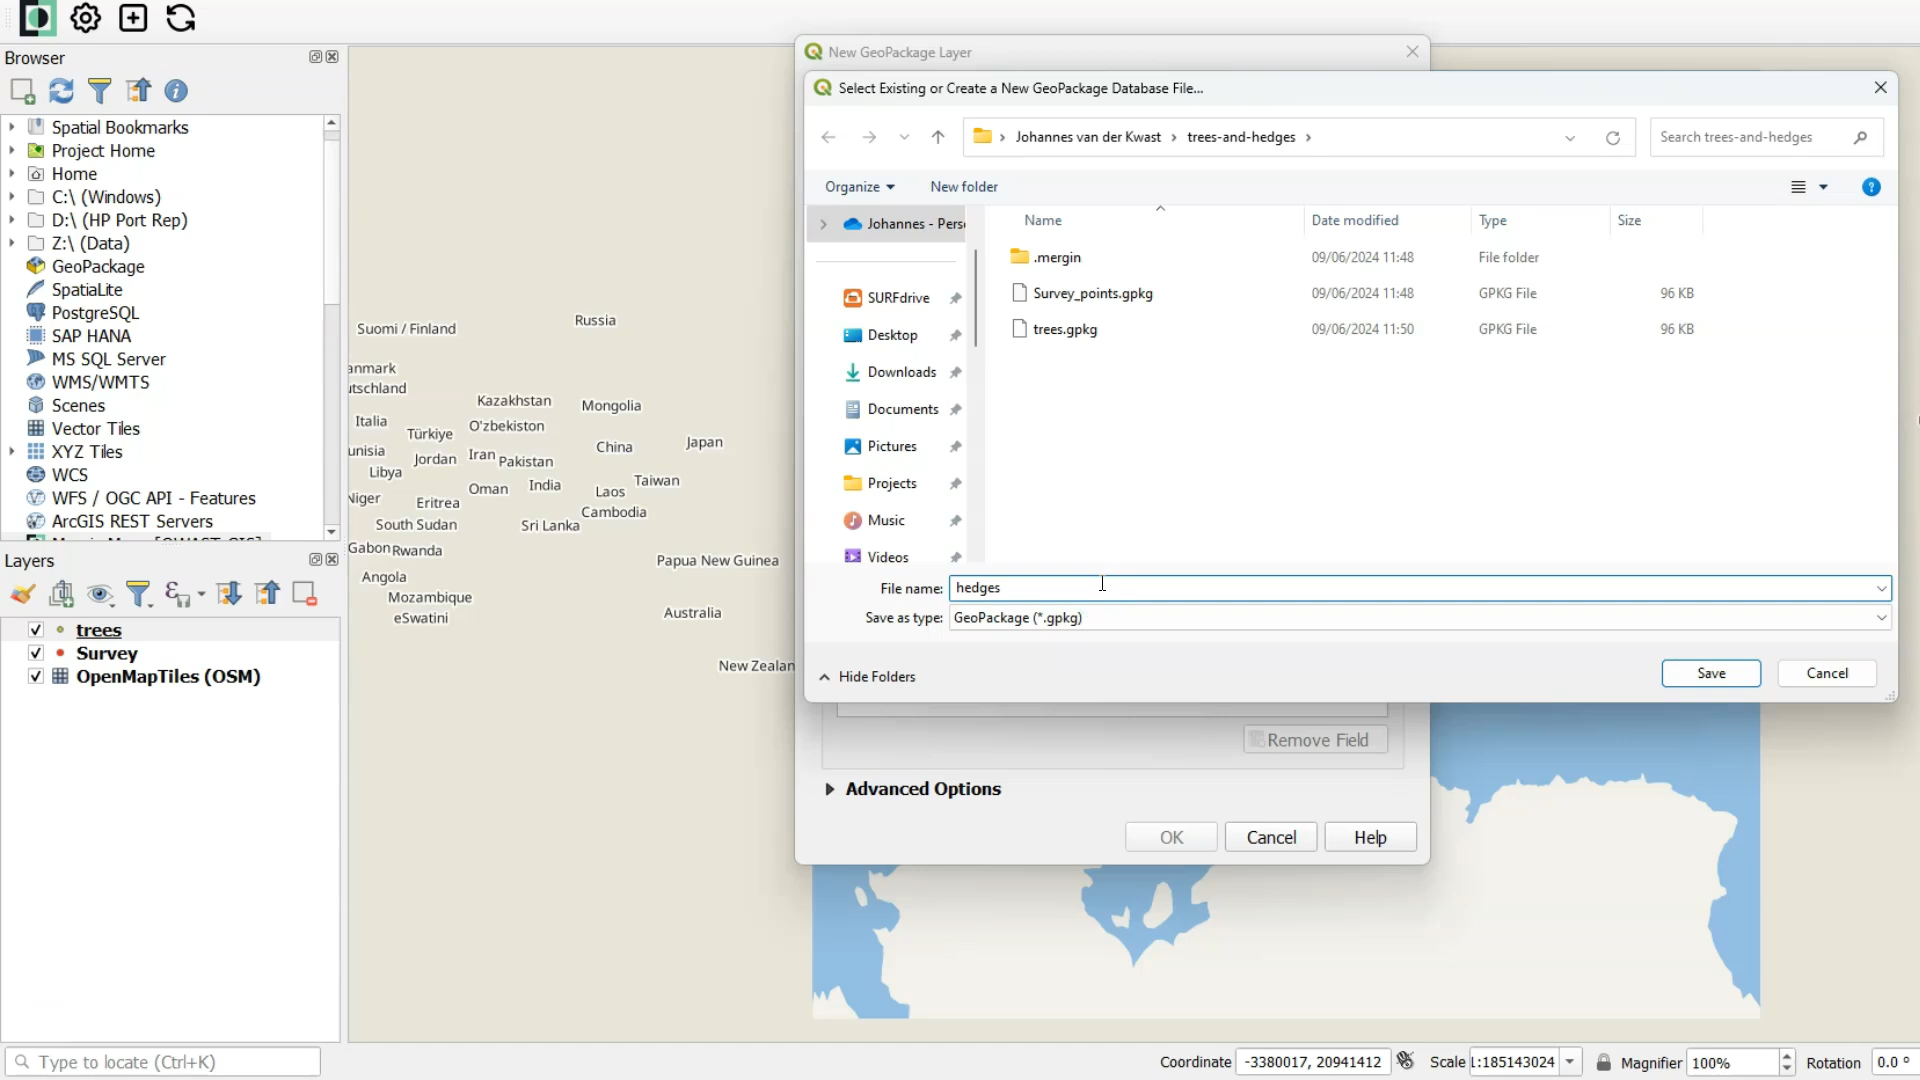 Browser
Spatial Bookmarks
Project Home
Home
C:\ (Windows)
D:\ (HP Port Rep)
Z:\ (Data)
GeoPackage
SpatiaLite
PostgreSQL
SAP HANA
MS SQL Server
WMS/WMTS
Scenes
Vector Tiles
XYZ Tiles
WCS
WFS / OGC API - Features
ArcGIS REST Servers
Layers
trees
Survey
OpenMapTiles (OSM)
Type to locate (Ctrl+K)
Suomi / Finland
Russia
anmark
utschland
Kazakhstan
Mongolia
Italia
Türkiye
O'zbekiston
unisia
Jordan
Iran
Pakistan
China
Japan
Libya
Oman
India
Laos
Taiwan
Niger
Eritrea
Cambodia
South Sudan
Sri Lanka
Gabon
Rwanda
Papua New Guinea
Angola
Mozambique
eSwatini
Australia
New Zealan
New GeoPackage Layer
Select Existing or Create a New GeoPackage Database File...
Johannes van der Kwast > trees-and-hedges >
Search trees-and-hedges
Organize
New folder
Johannes - Pers
SURFdrive
Desktop
Downloads
Documents
Pictures
Projects
Music
Videos
Name Date modified Type Size
.mergin 09/06/2024 11:48 File folder
Survey_points.gpkg 09/06/2024 11:48 GPKG File 96 KB
trees.gpkg 09/06/2024 11:50 GPKG File 96 KB
File name: hedges
Save as type: GeoPackage (*.gpkg)
Hide Folders
Save
Cancel
Remove Field
Advanced Options
OK
Cancel
Help
Coordinate -3380017, 20941412 Scale 1:185143024 Magnifier 100% Rotation 0.0 °